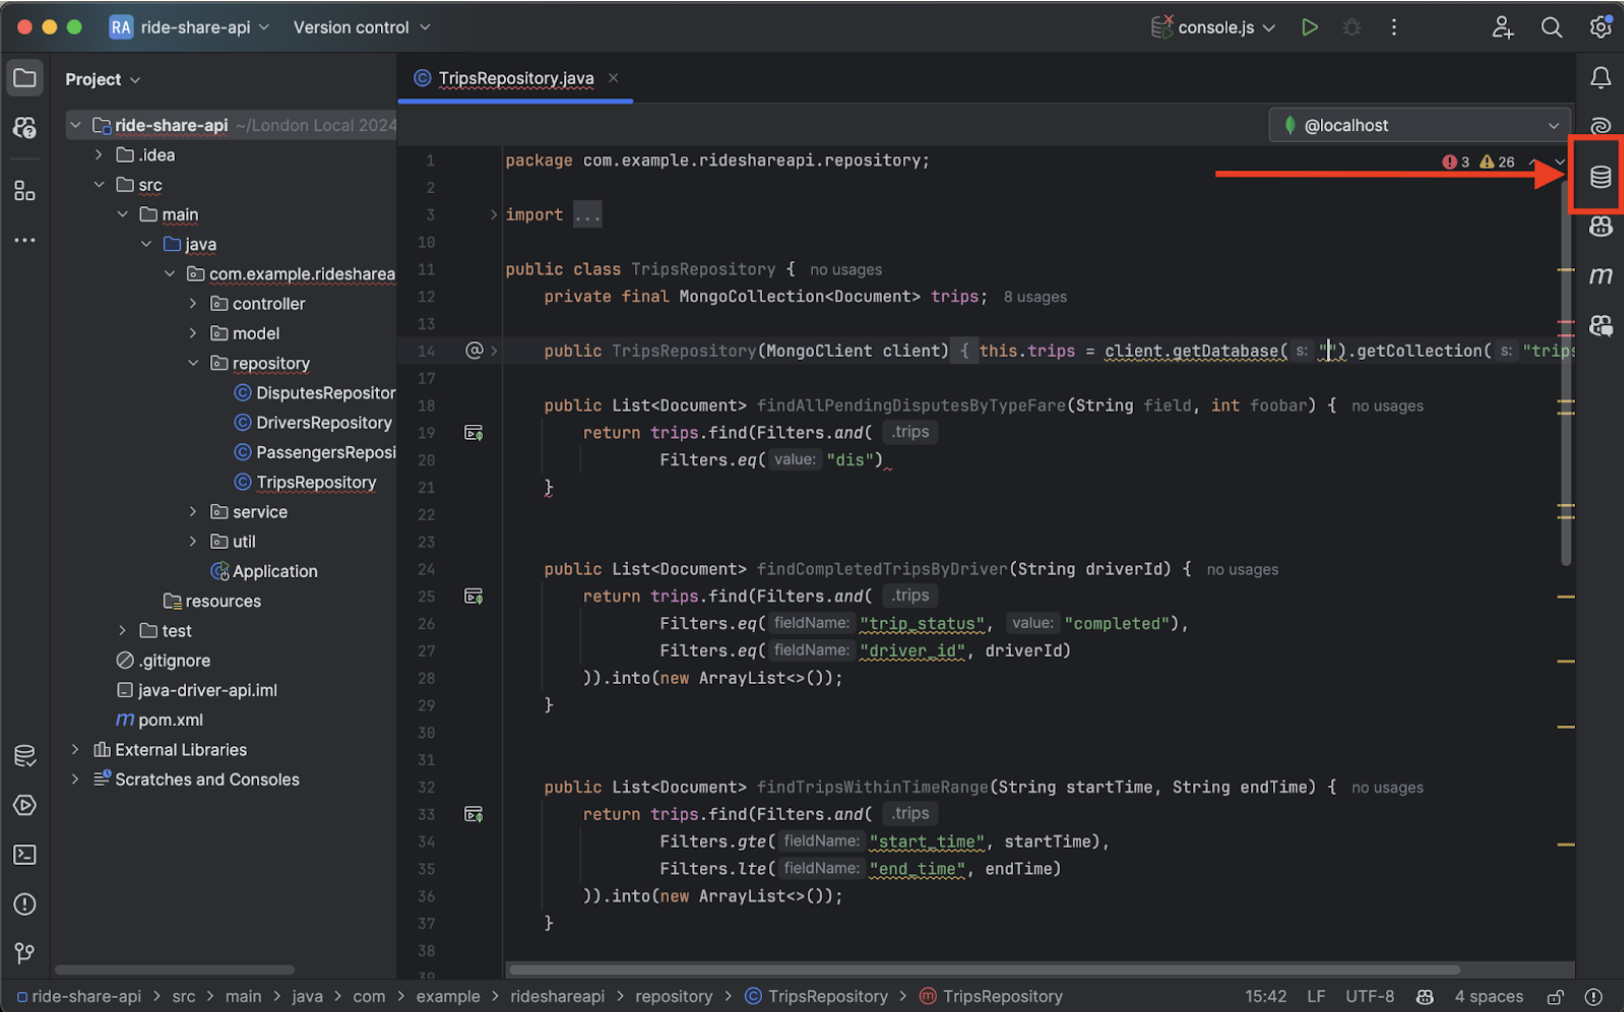 RA ride-share-api Version control console.js
Project
TripsRepository.java
ride-share-api ~/London Local 2024
@localhost
.idea
src
main
java
com.example.ridesharea
controller
model
repository
DisputesRepositor
DriversRepository
PassengersReposi
TripsRepository
service
util
Application
resources
test
.gitignore
java-driver-api.iml
m pom.xml
External Libraries
Scratches and Consoles
3 26
m
1 package com.example.rideshareapi.repository;
2
3 import ...
10
11 public class TripsRepository { no usages
12 private final MongoCollection<Document> trips; 8 usages
13
14 public TripsRepository(MongoClient client) { this.trips = client.getDatabase( s: "").getCollection( s: "trips
17
18 public List<Document> findAllPendingDisputesByTypeFare(String field, int foobar) { no usages
19 return trips.find(Filters.and( .trips
20 Filters.eq( value: "dis")
21 }
22
23
24 public List<Document> findCompletedTripsByDriver(String driverId) { no usages
25 return trips.find(Filters.and( .trips
26 Filters.eq( fieldName: "trip_status", value: "completed"),
27 Filters.eq( fieldName: "driver_id", driverId)
28 )).into(new ArrayList<>());
29 }
30
31
32 public List<Document> findTripsWithinTimeRange(String startTime, String endTime) { no usages
33 return trips.find(Filters.and( .trips
34 Filters.gte( fieldName: "start_time", startTime),
35 Filters.lte( fieldName: "end_time", endTime)
36 )).into(new ArrayList<>());
37 }
38
39
ride-share-api > src > main > java > com > example > rideshareapi > repository > TripsRepository > TripsRepository 15:42 LF UTF-8 4 spaces